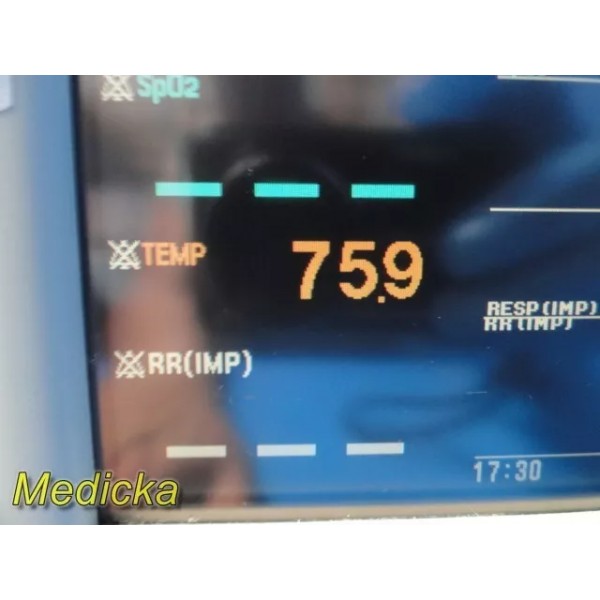 SpO2
– – –
TEMP 75.9
RESP(IMP)
RR(IMP)
RR(IMP)
– – –
17:30
Medicka